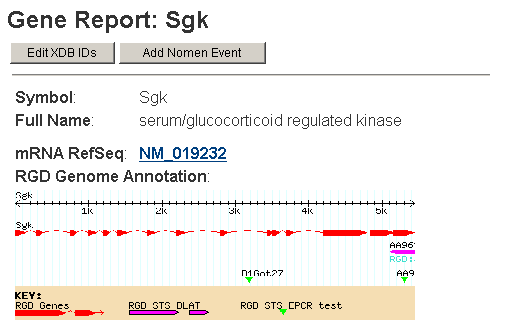 Gene Report: Sgk
Edit XDB IDs Add Nomen Event
Symbol: Sgk
Full Name: serum/glucocorticoid regulated kinase
mRNA RefSeq: NM_019232
RGD Genome Annotation:
Sgk
1k 2k 3k 4k 5k
Sgk
AA96
RGD:
D1Got27 AA9
KEY:
RGD Genes RGD STS DLAT RGD STS EPCR test